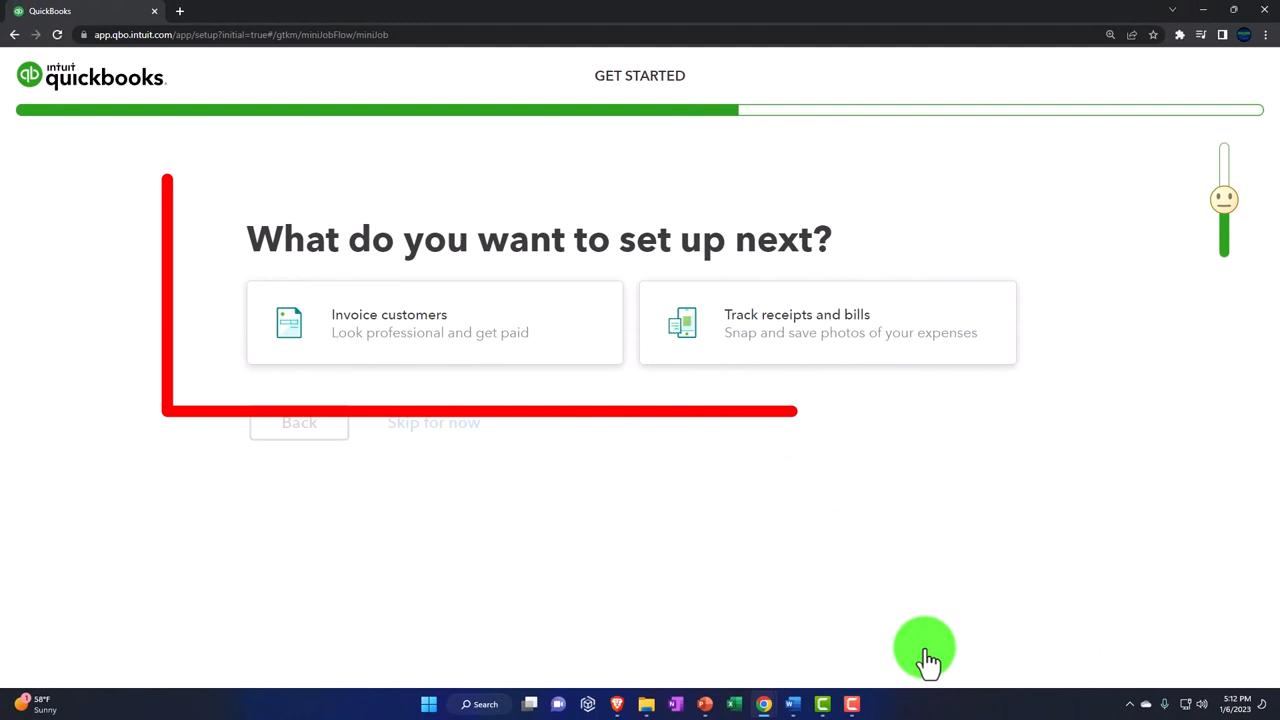 QuickBooks
app.qbo.intuit.com/app/setup?initial=true#/gtkm/miniJobFlow/miniJob
intuit
qb quickbooks.
GET STARTED
What do you want to set up next?
Invoice customers
Look professional and get paid
Track receipts and bills
Snap and save photos of your expenses
Back
Skip for now
1
58°F
Sunny
Search
5:12 PM
1/6/2023